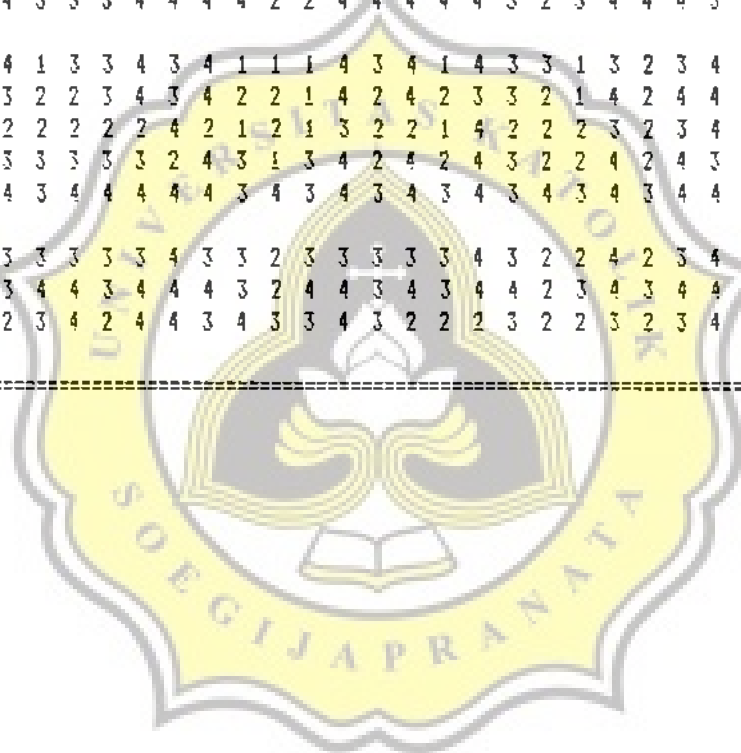 4 1 3 3 4 3 4 1 1 1 4 3 4 1 4 3 3 1 3 2 3 4
3 2 2 3 4 3 4 2 2 1 4 2 4 2 3 3 2 1 4 2 4 4
2 2 2 2 2 4 2 1 2 1 3 2 2 1 4 2 2 2 3 2 3 4
3 3 3 3 3 2 4 3 1 3 4 2 4 2 4 3 2 2 4 2 4 3
4 3 4 4 4 4 4 4 3 4 3 4 3 4 3 4 3 4 3 4 3 4 4
3 3 3 3 3 4 3 3 2 3 3 3 3 3 4 3 2 2 4 2 3 4
3 4 4 3 4 4 4 3 2 4 4 3 4 3 4 4 2 3 4 3 4 4
2 3 4 2 4 4 3 4 3 3 4 3 2 2 2 3 2 2 3 2 3 4
UNIVERSITAS KATOLIK
SOEGIJAPRANATA